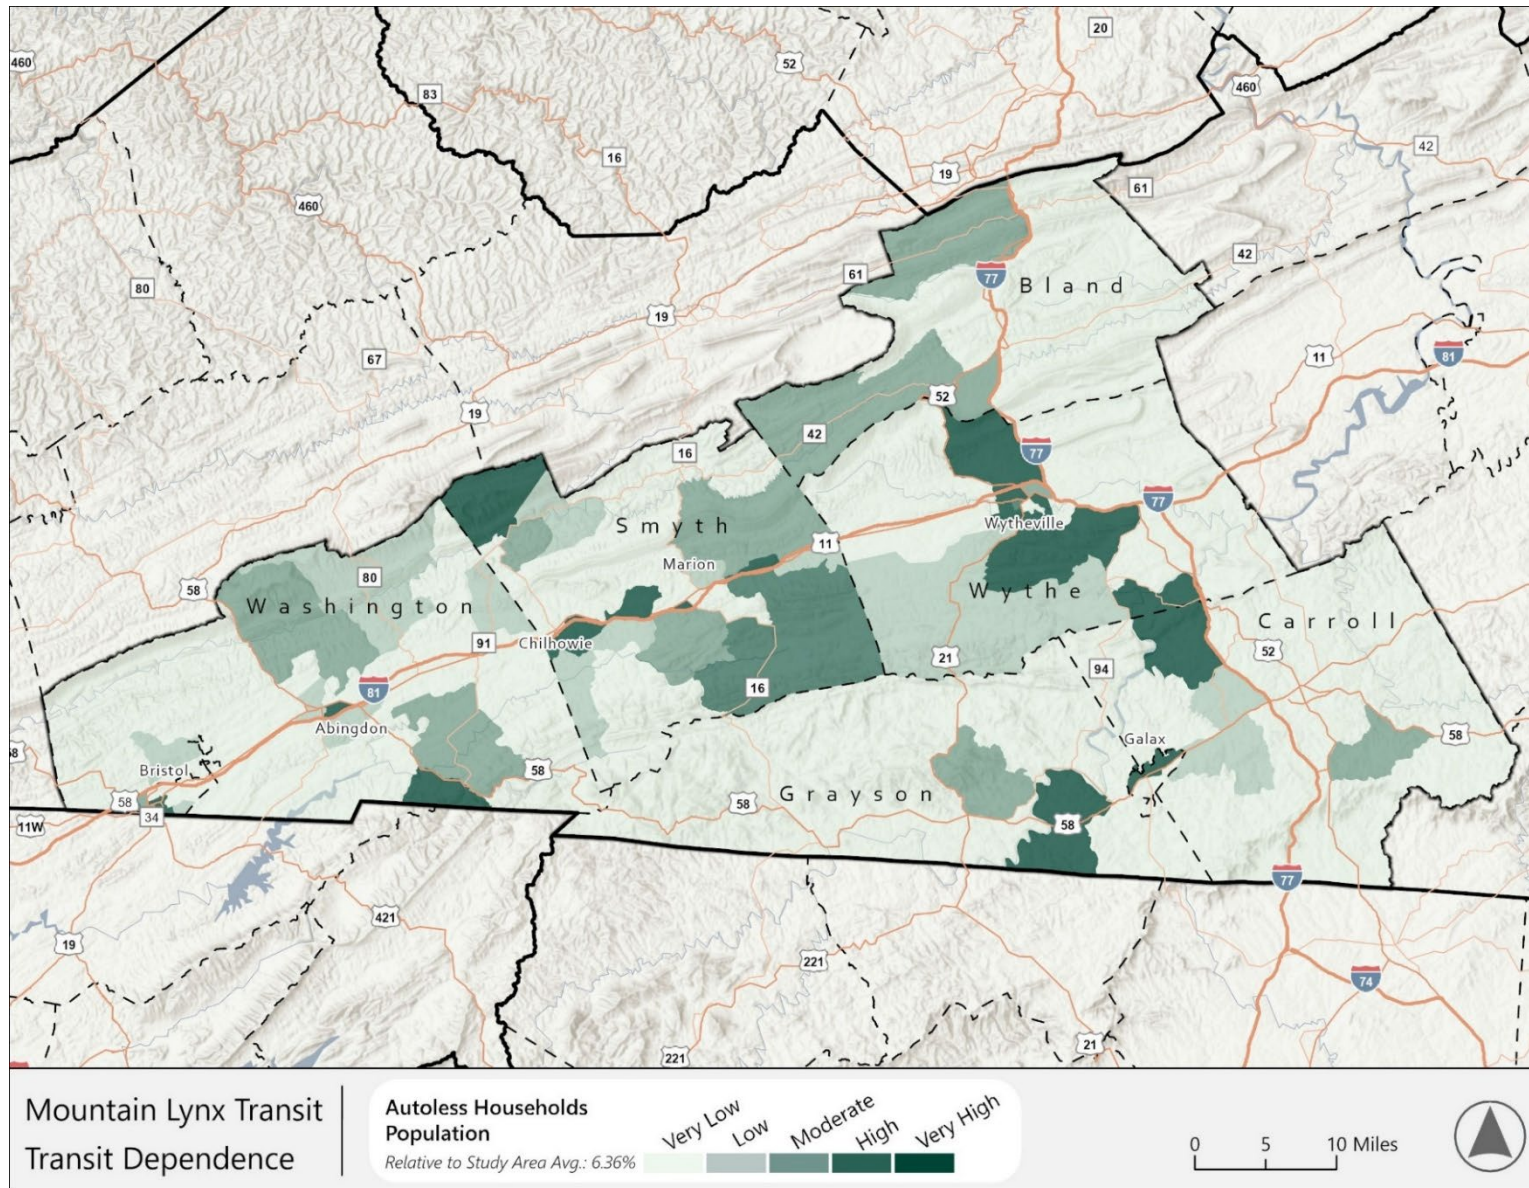 20
460
52
460
83
42
16
19
61
460
42
61
77
80
Bland
19
11
81
67
52
19
42
16
77
77
Smyth
Wytheville
11
Marion
80
58
Washington
Wythe
Carroll
91
Chilhowie
52
21
94
16
81
Abingdon
58
Galax
58
Bristol
58
58
Grayson
58
58
34
11W
77
421
19
221
74
21
221
Mountain Lynx Transit
Transit Dependence
Autoless Households
Population
Relative to Study Area Avg.: 6.36%
Very Low
Low
Moderate
High
Very High
0 5 10 Miles